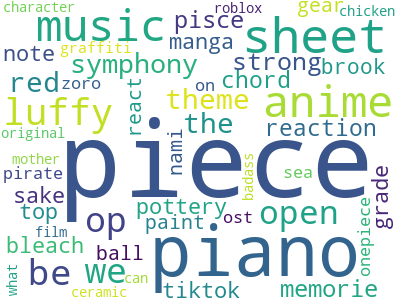 character roblox gear chicken
music pisce sheet
graffiti manga
note symphony strong brook
red zoro on chord
luffy react theme anime
original the reaction
mother piece
pirate nami badass sea grade
sake pottery
top op paint ost open onepiece
film piano
bleach ball
what be we memorie
can tiktok
ceramic